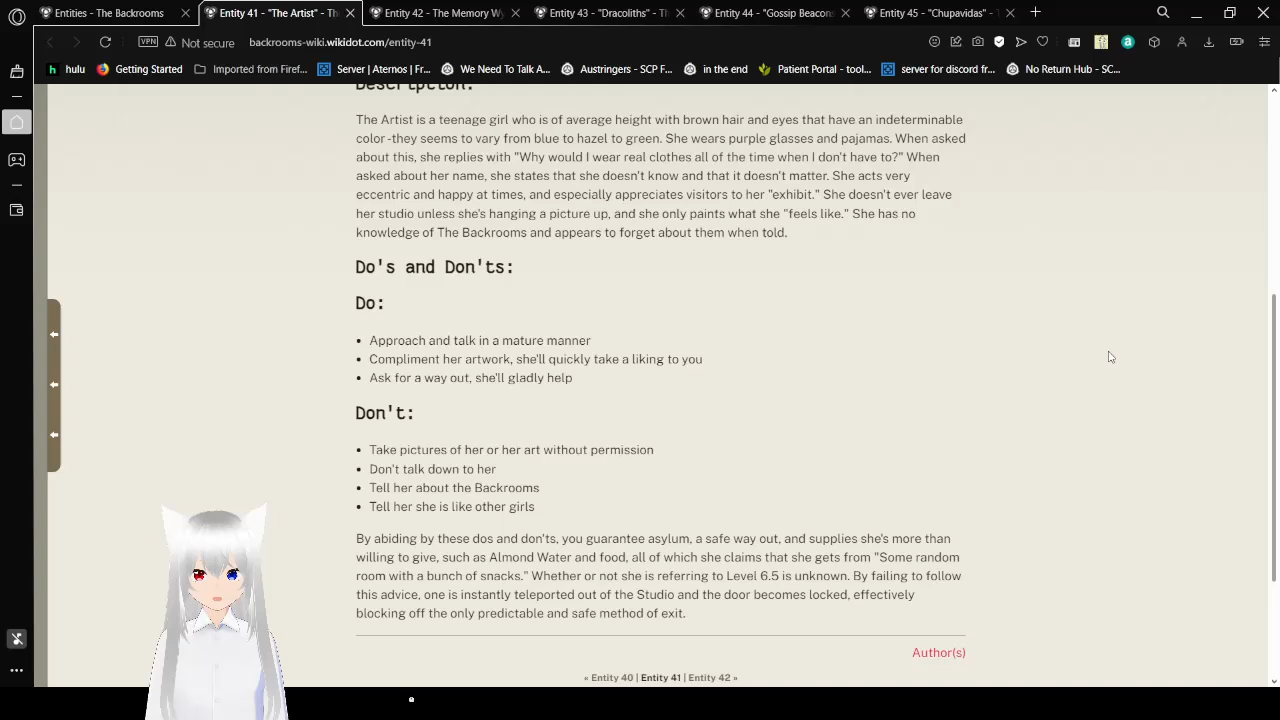 Entities - The Backrooms
Entity 41 - "The Artist" - Th
Entity 42 - The Memory W
Entity 43 - "Dracoliths" - Th
Entity 44 - "Gossip Beacons
Entity 45 - "Chupavidas" - T
VPN Not secure backrooms-wiki.wikidot.com/entity-41
hulu Getting Started Imported from Firef... Server | Aternos | Fr... We Need To Talk A... Austringers - SCP F... in the end Patient Portal - tool... server for discord fr... No Return Hub - SC...
Description:
The Artist is a teenage girl who is of average height with brown hair and eyes that have an indeterminable
color -they seems to vary from blue to hazel to green. She wears purple glasses and pajamas. When asked
about this, she replies with "Why would I wear real clothes all of the time when I don't have to?" When
asked about her name, she states that she doesn't know and that it doesn't matter. She acts very
eccentric and happy at times, and especially appreciates visitors to her "exhibit." She doesn't ever leave
her studio unless she's hanging a picture up, and she only paints what she "feels like." She has no
knowledge of The Backrooms and appears to forget about them when told.
Do's and Don'ts:
Do:
• Approach and talk in a mature manner
• Compliment her artwork, she'll quickly take a liking to you
• Ask for a way out, she'll gladly help
Don't:
• Take pictures of her or her art without permission
• Don't talk down to her
• Tell her about the Backrooms
• Tell her she is like other girls
By abiding by these dos and don'ts, you guarantee asylum, a safe way out, and supplies she's more than
willing to give, such as Almond Water and food, all of which she claims that she gets from "Some random
room with a bunch of snacks." Whether or not she is referring to Level 6.5 is unknown. By failing to follow
this advice, one is instantly teleported out of the Studio and the door becomes locked, effectively
blocking off the only predictable and safe method of exit.
Author(s)
« Entity 40 | Entity 41 | Entity 42 »